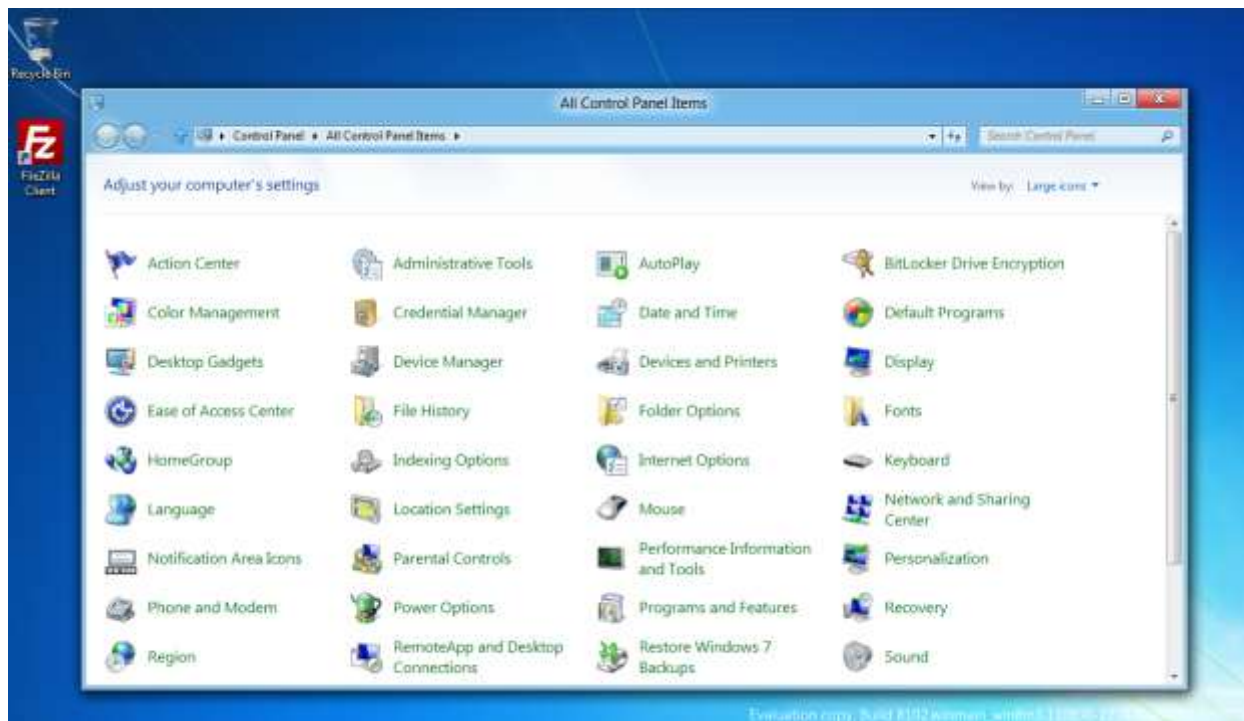 Recycle Bin
All Control Panel Items
Control Panel
All Control Panel Items
Search Control Panel
FileZilla
Client
Adjust your computer's settings
View by: Large icons
Action Center
Administrative Tools
AutoPlay
BitLocker Drive Encryption
Color Management
Credential Manager
Date and Time
Default Programs
Desktop Gadgets
Device Manager
Devices and Printers
Display
Ease of Access Center
File History
Folder Options
Fonts
HomeGroup
Indexing Options
Internet Options
Keyboard
Language
Location Settings
Mouse
Network and Sharing
Center
Notification Area Icons
Parental Controls
Performance Information
and Tools
Personalization
Phone and Modem
Power Options
Programs and Features
Recovery
Region
RemoteApp and Desktop
Connections
Restore Windows 7
Backups
Sound
Evaluation copy. Build 8102